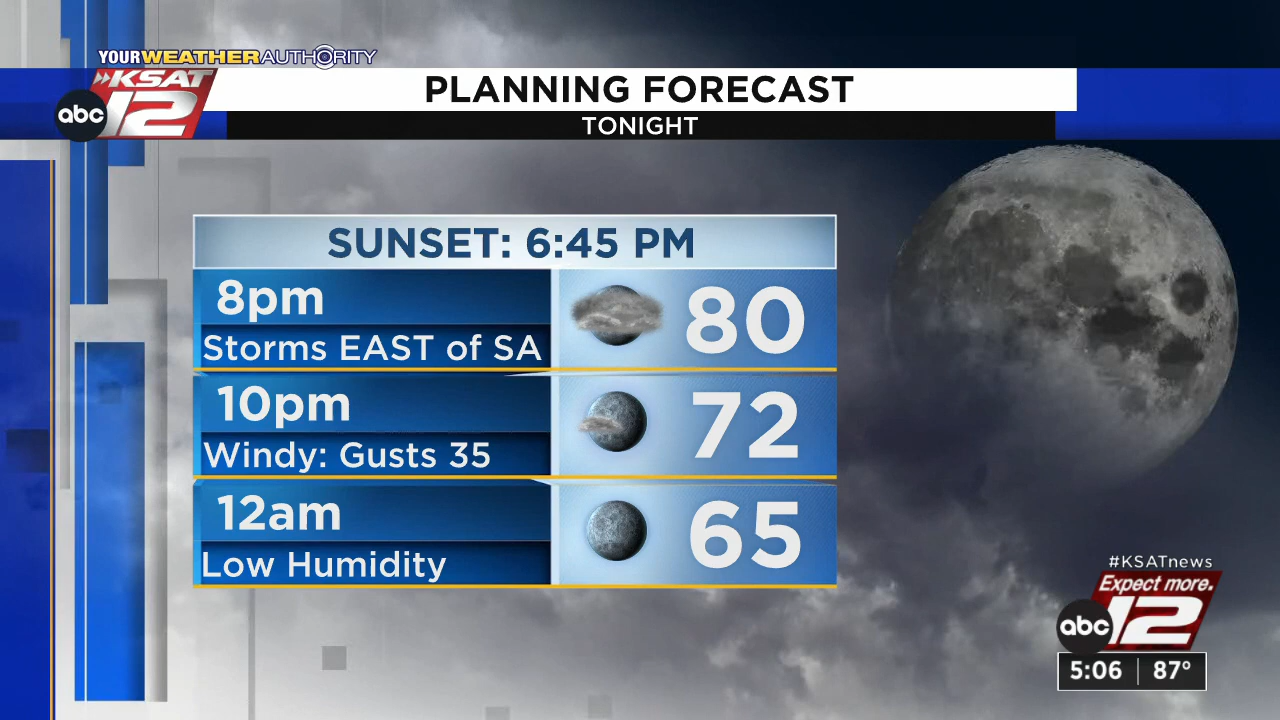 YOURWEATHERAUTHORITY
KSAT
abc 12
PLANNING FORECAST
TONIGHT
SUNSET: 6:45 PM
8pm
Storms EAST of SA
80
10pm
Windy: Gusts 35
72
12am
Low Humidity
65
#KSATnews
Expect more.
abc 12
5:06 87°